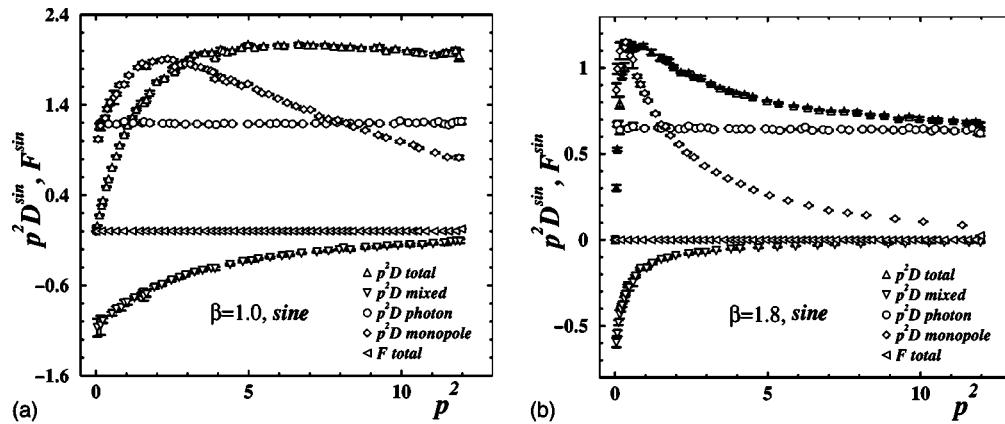 2.4
1.4
0.4
−0.6
−1.6
p²D^sin, F^sin
△ p²D total
▽ p²D mixed
○ p²D photon
◇ p²D monopole
◁ F total
β=1.0, sine
0
5
10
p²
(a)
1
0.5
0
−0.5
p²D^sin, F^sin
△ p²D total
▽ p²D mixed
○ p²D photon
◇ p²D monopole
◁ F total
β=1.8, sine
0
5
10
p²
(b)